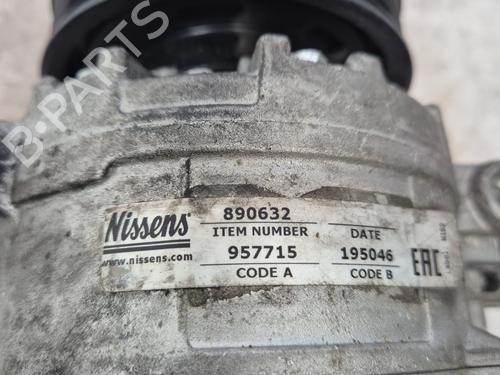 B-PARTS
Nissens
890632
ITEM NUMBER
DATE
www.nissens.com
957715
195046
CODE A
CODE B
EAC